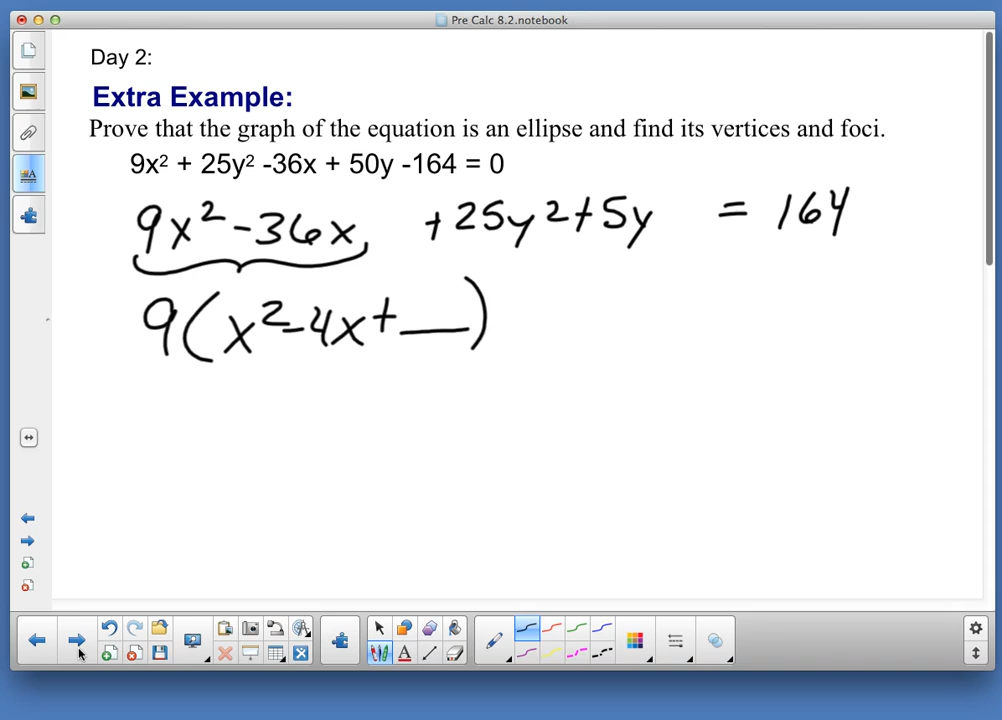 Pre Calc 8.2.notebook
Day 2:
Extra Example:
Prove that the graph of the equation is an ellipse and find its vertices and foci.
9x² + 25y² -36x + 50y -164 = 0
9x² - 36x + 25y² + 5y = 164
9(x² - 4x + __)